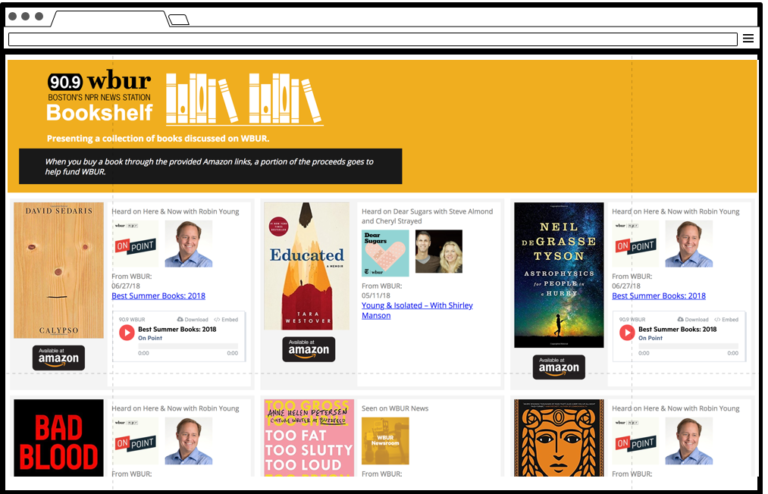 90.9 wbur
BOSTON'S NPR NEWS STATION
Bookshelf
Presenting a collection of books discussed on WBUR.
When you buy a book through the provided Amazon links, a portion of the proceeds goes to
help fund WBUR.
DAVID SEDARIS
CALYPSO
Available at
amazon
Heard on Here & Now with Robin Young
wbur
ON POINT
From WBUR:
06/27/18
Best Summer Books: 2018
90.9 WBUR Download </> Embed
Best Summer Books: 2018
On Point
0:00 0:00
Educated
A MEMOIR
TARA
WESTOVER
Available at
amazon
Heard on Dear Sugars with Steve Almond
and Cheryl Strayed
Dear
Sugars
wbur
From WBUR:
05/11/18
Young & Isolated – With Shirley
Manson
NEIL
DEGRASSE
TYSON
ASTROPHYSICS
for PEOPLE in
a HURRY
Available at
amazon
Heard on Here & Now with Robin Young
wbur
ON POINT
From WBUR:
06/27/18
Best Summer Books: 2018
90.9 WBUR Download </> Embed
Best Summer Books: 2018
On Point
0:00 0:00
BAD
BLOOD
Heard on Here & Now with Robin Young
wbur
ON POINT
From WBUR:
TOO GROSS
ANNE HELEN PETERSEN
TOO FAT
TOO SLUTTY
TOO LOUD
Seen on WBUR News
WBUR
Newsroom
From WBUR:
Heard on Here & Now with Robin Young
wbur
ON POINT
From WBUR: